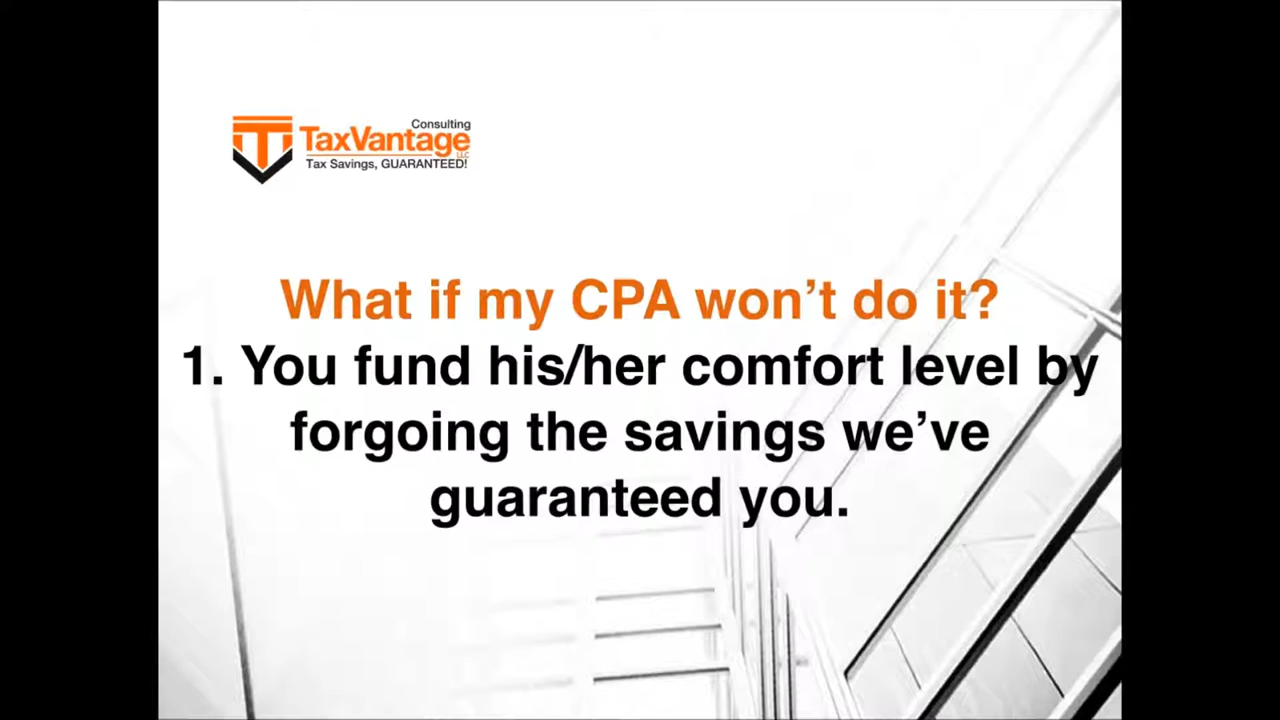 Consulting
TaxVantage
LLC
Tax Savings, GUARANTEED!
What if my CPA won’t do it?
1. You fund his/her comfort level by
forgoing the savings we’ve
guaranteed you.